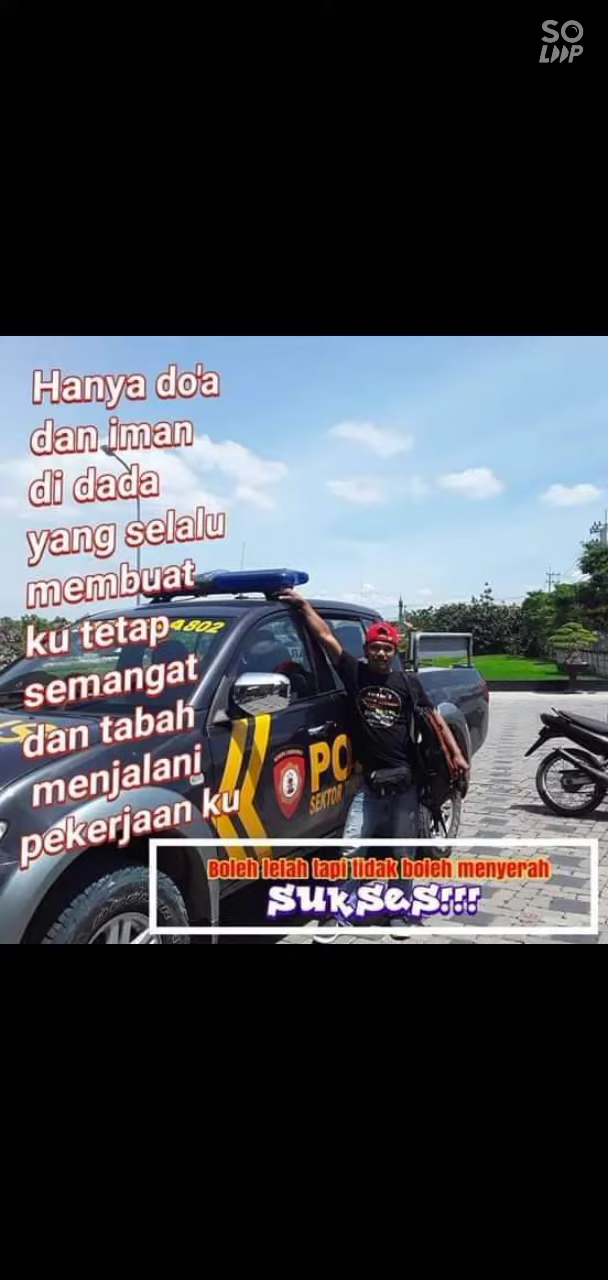 SO
LOOP
Hanya do'a
dan iman
di dada
yang selalu
membuat
ku tetap
semangat
dan tabah
menjalani
pekerjaan ku
802
PO
SEKTOR
Boleh lelah tapi tidak boleh menyerah
SUKSES!!!